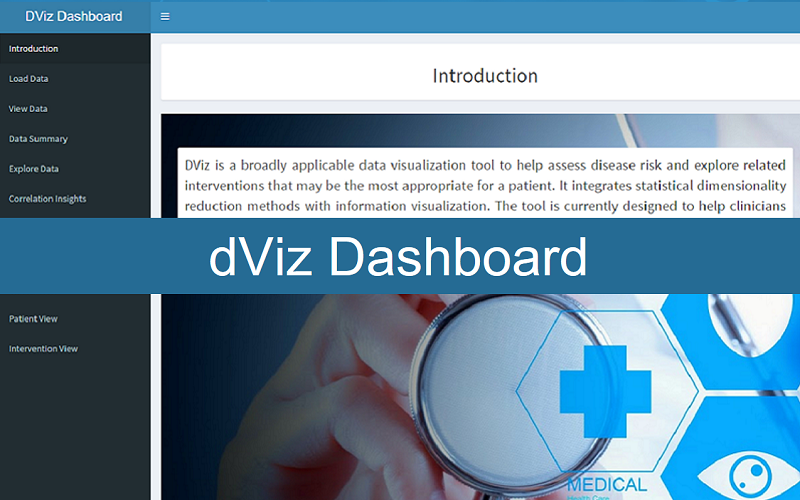 DViz Dashboard
Introduction
Load Data
View Data
Data Summary
Explore Data
Correlation Insights
Patient View
Intervention View
Introduction
DViz is a broadly applicable data visualization tool to help assess disease risk and explore related
interventions that may be the most appropriate for a patient. It integrates statistical dimensionality
reduction methods with information visualization. The tool is currently designed to help clinicians
dViz Dashboard
MEDICAL
Health Care